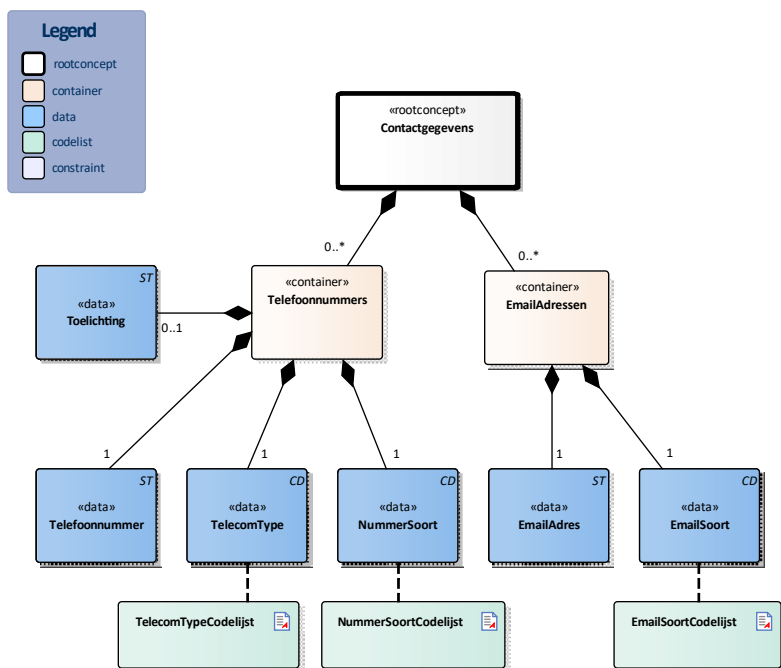 Legend
rootconcept
container
data
codelist
constraint
«rootconcept»
Contactgegevens
0..*
0..*
ST
«data»
Toelichting
0..1
«container»
Telefoonnummers
«container»
EmailAdressen
1
1
1
1
1
ST
«data»
Telefoonnummer
CD
«data»
TelecomType
CD
«data»
NummerSoort
ST
«data»
EmailAdres
CD
«data»
EmailSoort
TelecomTypeCodelijst
NummerSoortCodelijst
EmailSoortCodelijst